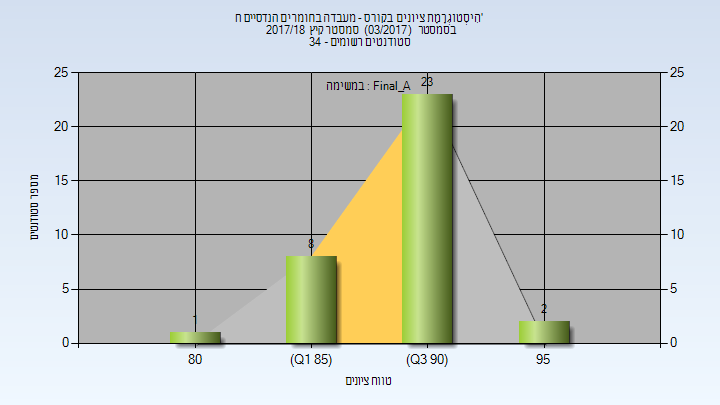 הִיסְטוֹגְרָמַת ציונים בקורס - מעבדה בחומרים הנדסיים ח'
בסמסטר (03/2017) סמסטר קיץ 2017/18
סטודנטים רשומים - 34
במשימה : Final_A
25
20
15
10
5
0
25
20
15
10
5
0
1
8
23
2
80
(Q1 85)
(Q3 90)
95
מספר סטודנטים
טווח ציונים